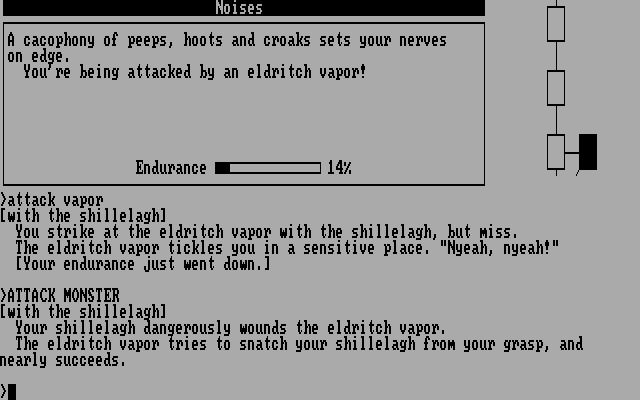 Noises
A cacophony of peeps, hoots and croaks sets your nerves
on edge.
You're being attacked by an eldritch vapor!
Endurance 14%
>attack vapor
[with the shillelagh]
You strike at the eldritch vapor with the shillelagh, but miss.
The eldritch vapor tickles you in a sensitive place. "Nyeah, nyeah!"
[Your endurance just went down.]
>ATTACK MONSTER
[with the shillelagh]
Your shillelagh dangerously wounds the eldritch vapor.
The eldritch vapor tries to snatch your shillelagh from your grasp, and
nearly succeeds.
>